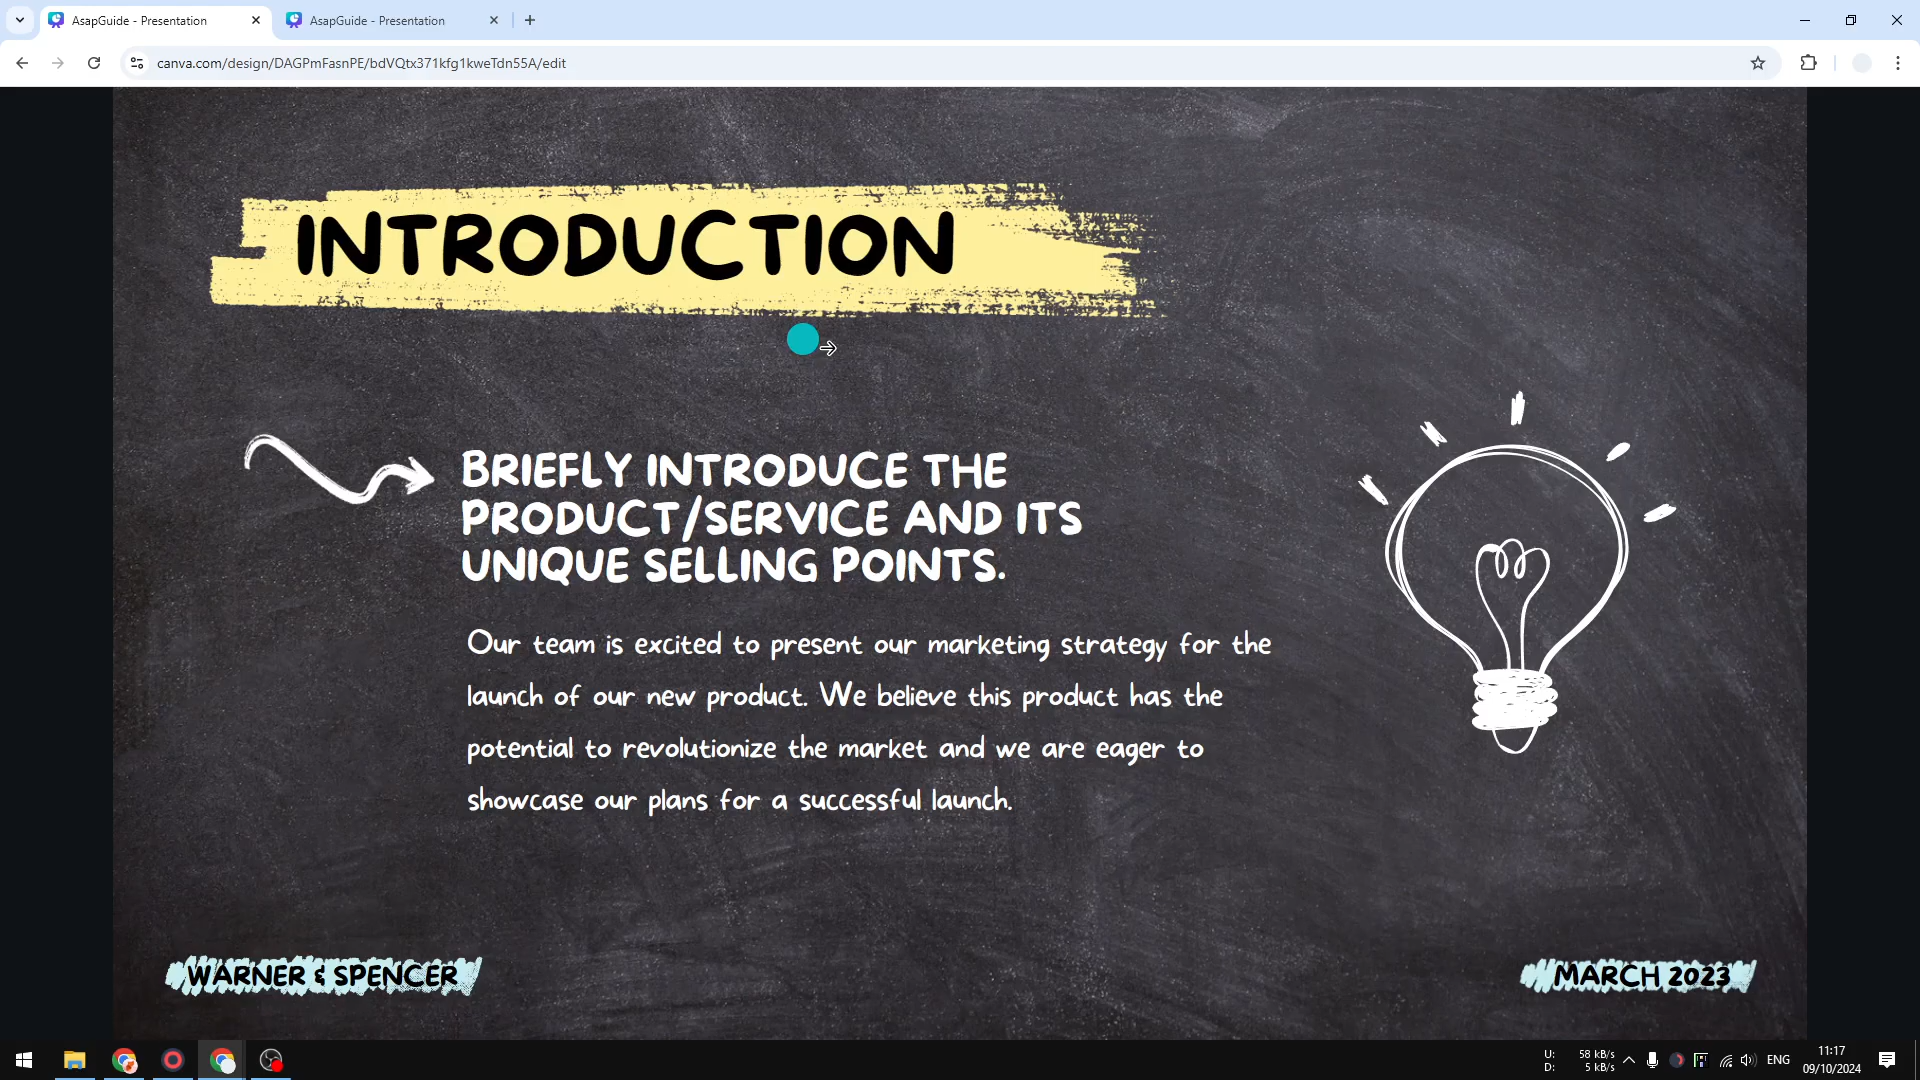 AsapGuide - Presentation
AsapGuide - Presentation
canva.com/design/DAGPmFasnPE/bdVQtx371kfg1kweTdn55A/edit
INTRODUCTION
BRIEFLY INTRODUCE THE
PRODUCT/SERVICE AND ITS
UNIQUE SELLING POINTS.
Our team is excited to present our marketing strategy for the
launch of our new product. We believe this product has the
potential to revolutionize the market and we are eager to
showcase our plans for a successful launch.
WARNER & SPENCER
MARCH 2023
U: 58 kB/s
D: 5 kB/s
ENG
11:17
09/10/2024